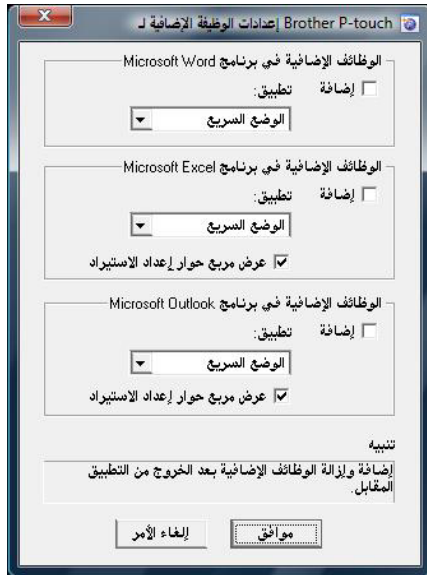 إعدادات الوظيفة الإضافية لـ Brother P-touch
الوظائف الإضافية في برنامج Microsoft Word
إضافة تطبيق:
الوضع السريع
الوظائف الإضافية في برنامج Microsoft Excel
إضافة تطبيق:
الوضع السريع
عرض مربع حوار إعداد الاستيراد
الوظائف الإضافية في برنامج Microsoft Outlook
إضافة تطبيق:
الوضع السريع
عرض مربع حوار إعداد الاستيراد
تنبيه
إضافة وإزالة الوظائف الإضافية بعد الخروج من التطبيق
المقابل.
موافق إلغاء الأمر